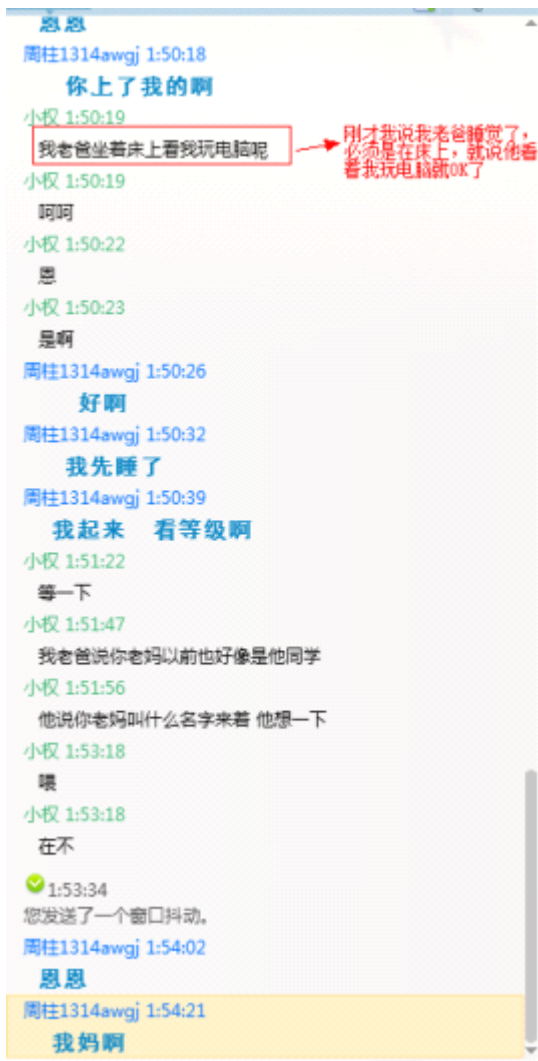 恩恩
周柱1314awgj 1:50:18
你上了我的啊
小权 1:50:19
我老爸坐着床上看我玩电脑呢
刚才我说我老爸睡觉了，
必须是在床上，就说他看
着我玩电脑就OK了
小权 1:50:19
呵呵
小权 1:50:22
恩
小权 1:50:23
是啊
周柱1314awgj 1:50:26
好啊
周柱1314awgj 1:50:32
我先睡了
周柱1314awgj 1:50:39
我起来 看等级啊
小权 1:51:22
等一下
小权 1:51:47
我老爸说你老妈以前也好像是他同学
小权 1:51:56
他说你老妈叫什么名字来着 他想一下
小权 1:53:18
喂
小权 1:53:18
在不
1:53:34
您发送了一个窗口抖动。
周柱1314awgj 1:54:02
恩恩
周柱1314awgj 1:54:21
我妈啊